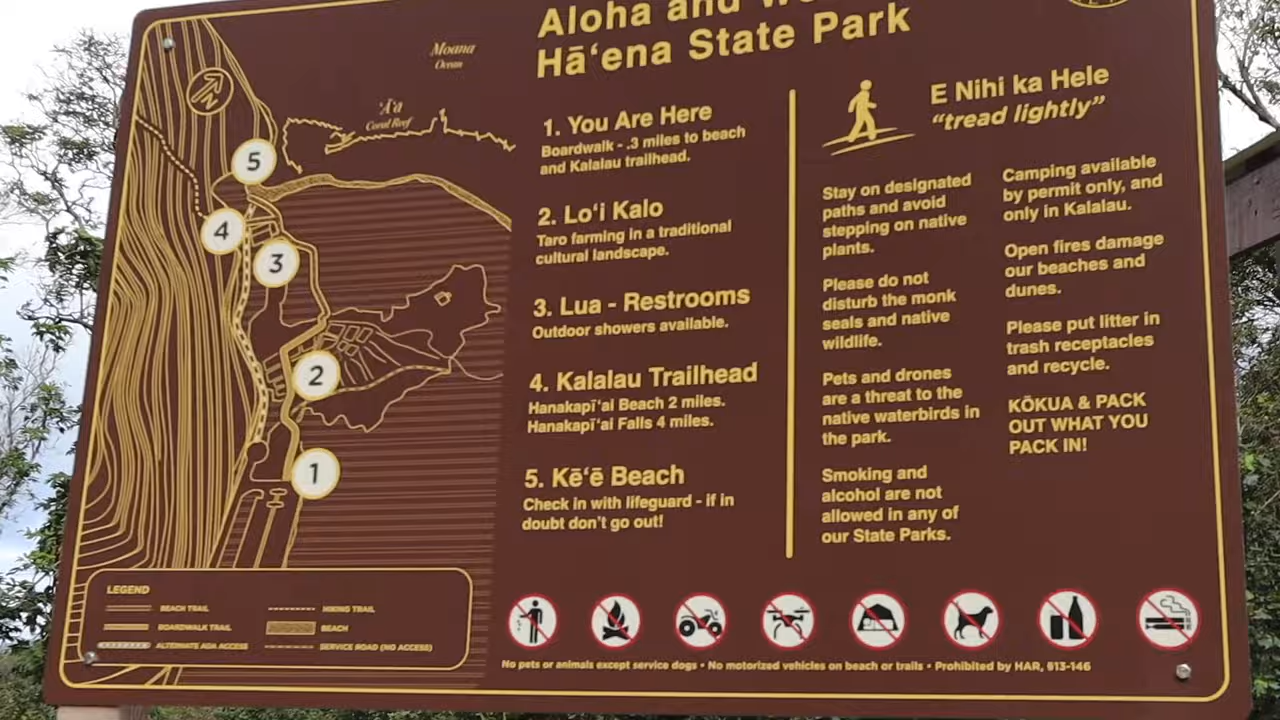 Aloha and
Hāʻena State Park
Moana
Ocean
ʻĀʻa
Coral Reef
N
5
4
3
2
1
1. You Are Here
Boardwalk - .3 miles to beach
and Kalalau trailhead.
2. Loʻi Kalo
Taro farming in a traditional
cultural landscape.
3. Lua - Restrooms
Outdoor showers available.
4. Kalalau Trailhead
Hanakapīʻai Beach 2 miles.
Hanakapīʻai Falls 4 miles.
5. Kēʻē Beach
Check in with lifeguard - if in
doubt don't go out!
E Nihi ka Hele
"tread lightly"
Stay on designated
paths and avoid
stepping on native
plants.
Please do not
disturb the monk
seals and native
wildlife.
Pets and drones
are a threat to the
native waterbirds in
the park.
Smoking and
alcohol are not
allowed in any of
our State Parks.
Camping available
by permit only, and
only in Kalalau.
Open fires damage
our beaches and
dunes.
Please put litter in
trash receptacles
and recycle.
KŌKUA & PACK
OUT WHAT YOU
PACK IN!
LEGEND
BEACH TRAIL
BOARDWALK TRAIL
ALTERNATE ADA ACCESS
HIKING TRAIL
BEACH
SERVICE ROAD (NO ACCESS)
No pets or animals except service dogs • No motorized vehicles on beach or trails • Prohibited by HAR, §13-146